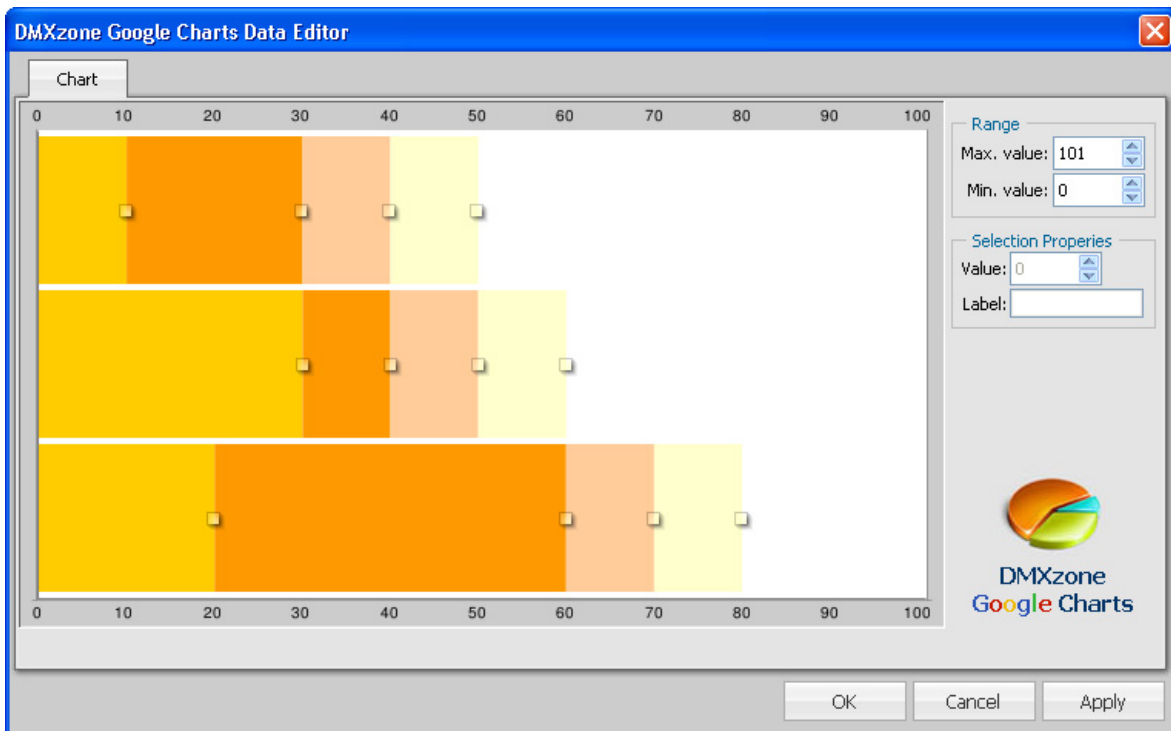 DMXzone Google Charts Data Editor
Chart
0 10 20 30 40 50 60 70 80 90 100
Range
Max. value: 101
Min. value: 0
Selection Properies
Value: 0
Label:
0 10 20 30 40 50 60 70 80 90 100
DMXzone
Google Charts
OK Cancel Apply